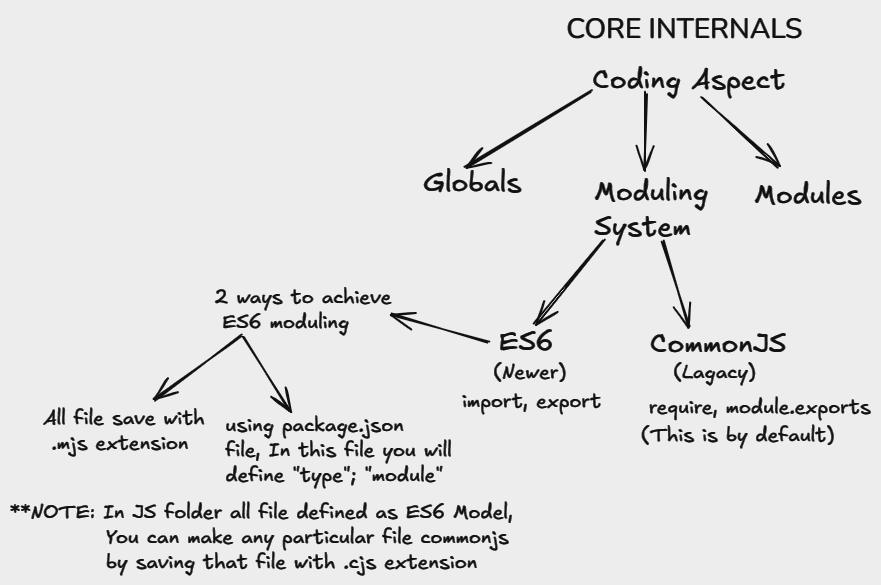 CORE INTERNALS
Coding Aspect
Globals
Moduling
System
Modules
2 ways to achieve
ES6 moduling
ES6
(Newer)
import, export
CommonJS
(Lagacy)
require, module.exports
(This is by default)
All file save with
.mjs extension
using package.json
file, In this file you will
define "type"; "module"
**NOTE: In JS folder all file defined as ES6 Model,
You can make any particular file commonjs
by saving that file with .cjs extension